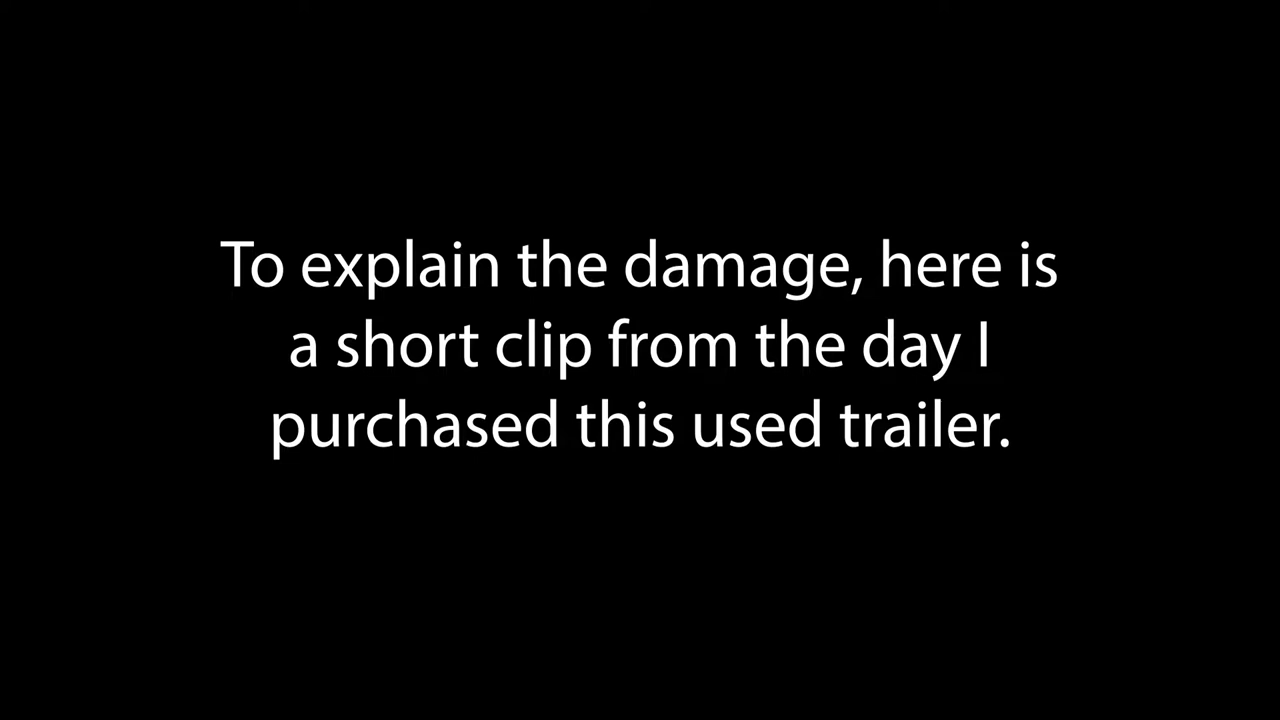 To explain the damage, here is
a short clip from the day I
purchased this used trailer.